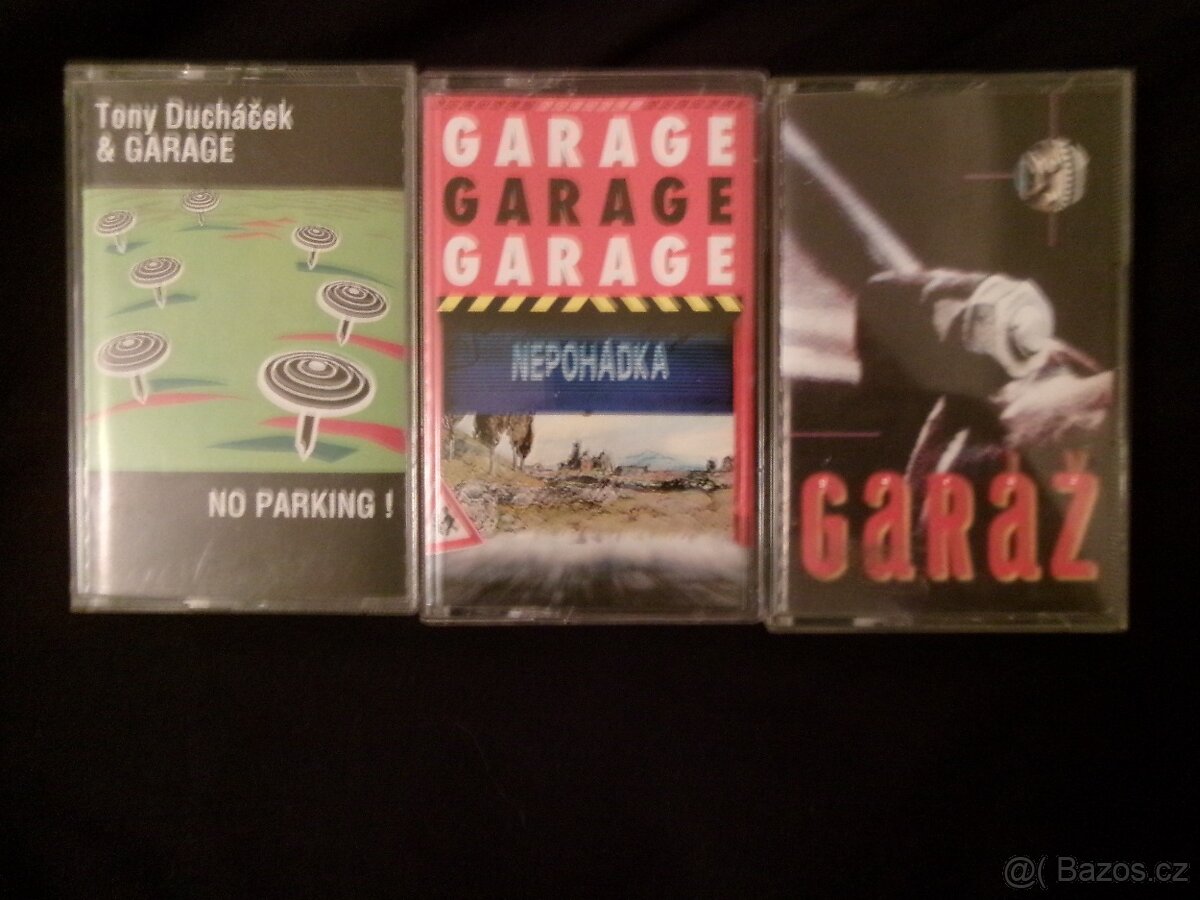 Tony Ducháček
& GARAGE
NO PARKING !
GARAGE
GARAGE
GARAGE
NEPOHÁDKA
GaRáŽ
@( Bazos.cz